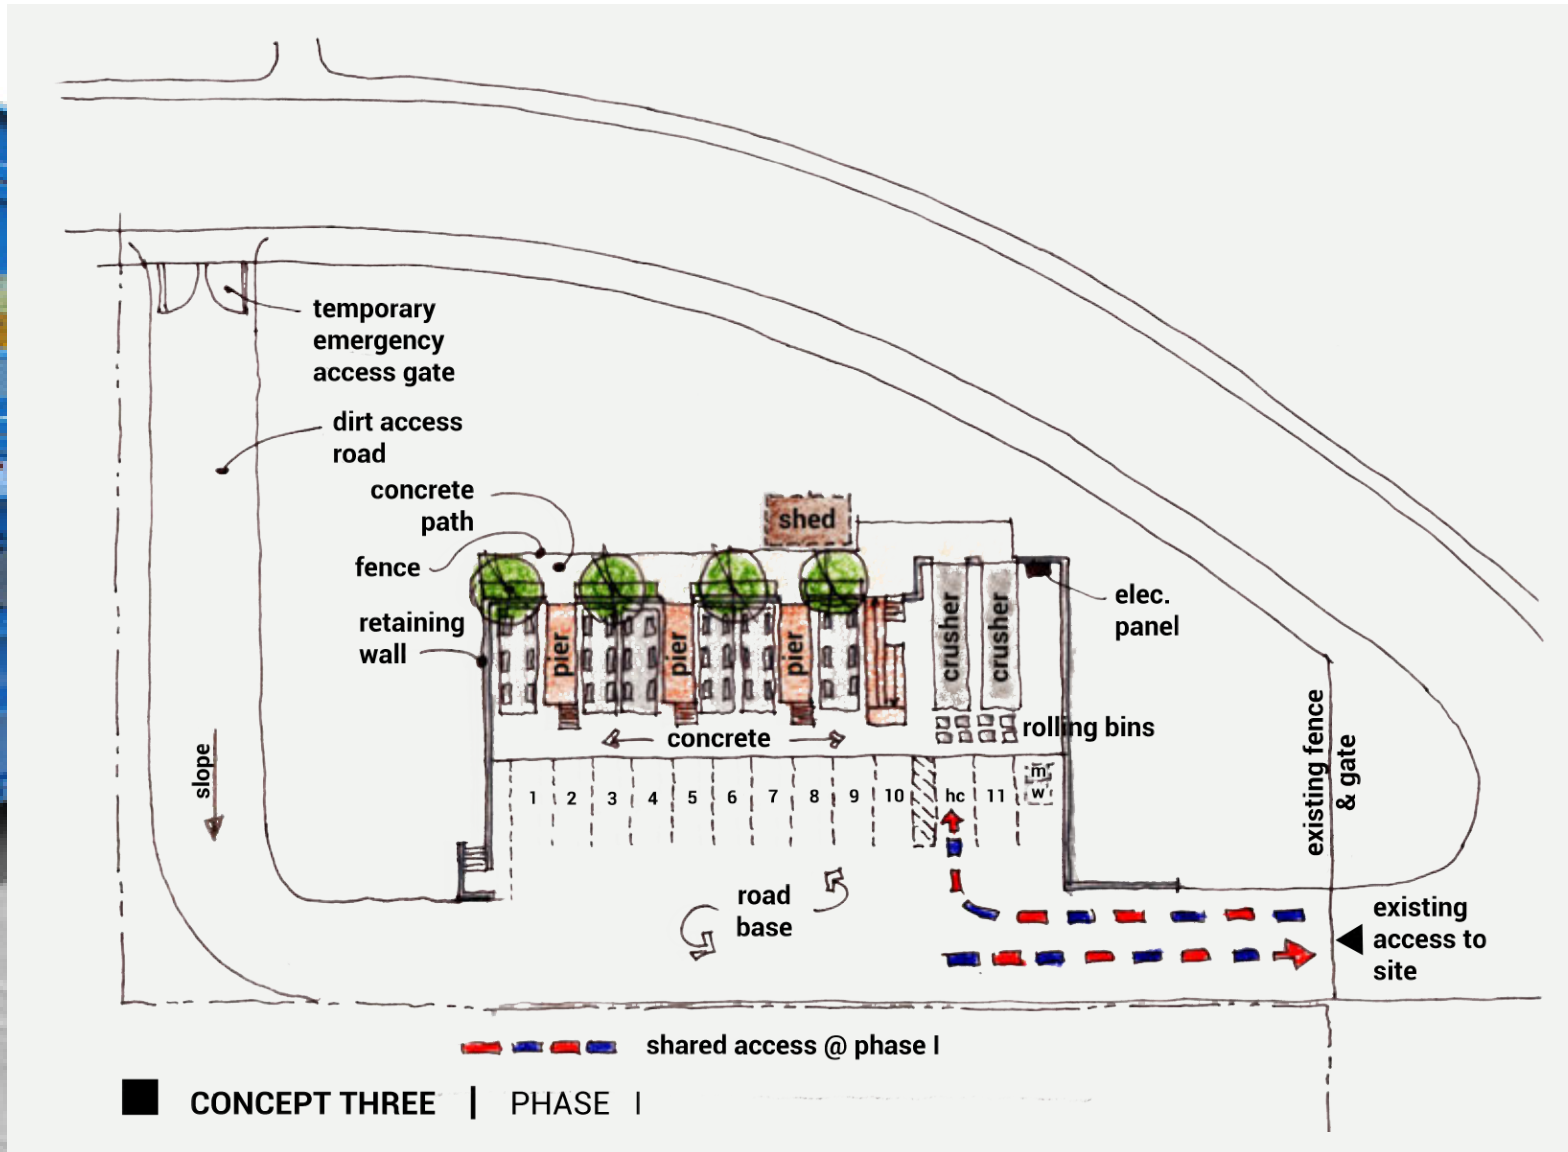 temporary
emergency
access gate
dirt access
road
concrete
path
fence
retaining
wall
shed
pier
pier
pier
crusher
crusher
elec.
panel
rolling bins
concrete
slope
1 2 3 4 5 6 7 8 9 10 hc 11
m
w
existing fence
& gate
road
base
existing
access to
site
shared access @ phase I
CONCEPT THREE | PHASE I